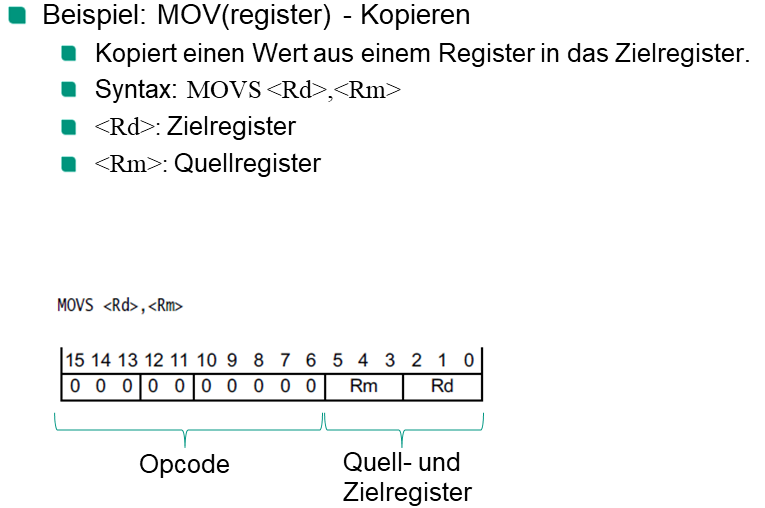 Beispiel: MOV(register) - Kopieren
Kopiert einen Wert aus einem Register in das Zielregister.
Syntax: MOVS <Rd>,<Rm>
<Rd>: Zielregister
<Rm>: Quellregister
MOVS <Rd>,<Rm>
15 14 13 12 11 10 9 8 7 6 5 4 3 2 1 0
0 0 0 0 0 0 0 0 0 0 Rm Rd
Opcode
Quell- und
Zielregister